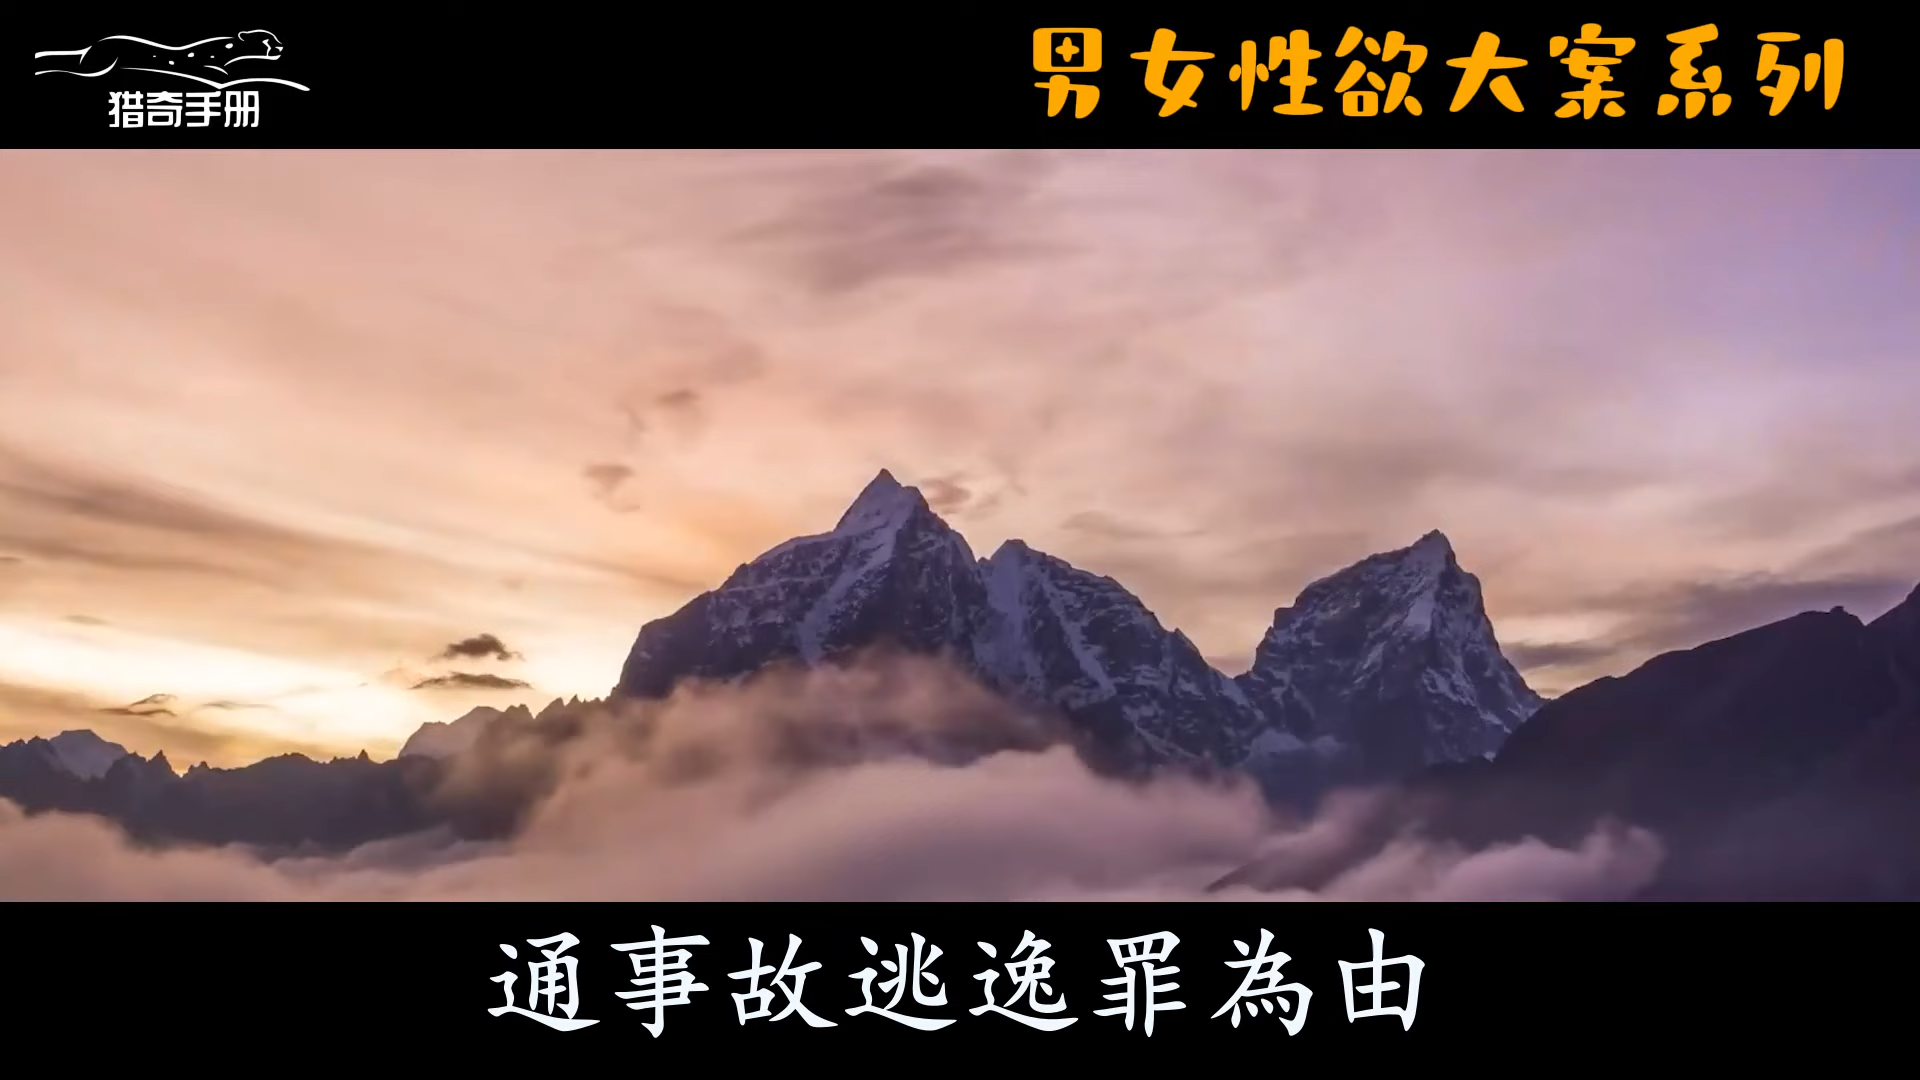 猎奇手册
男女性欲大案系列
通事故逃逸罪為由